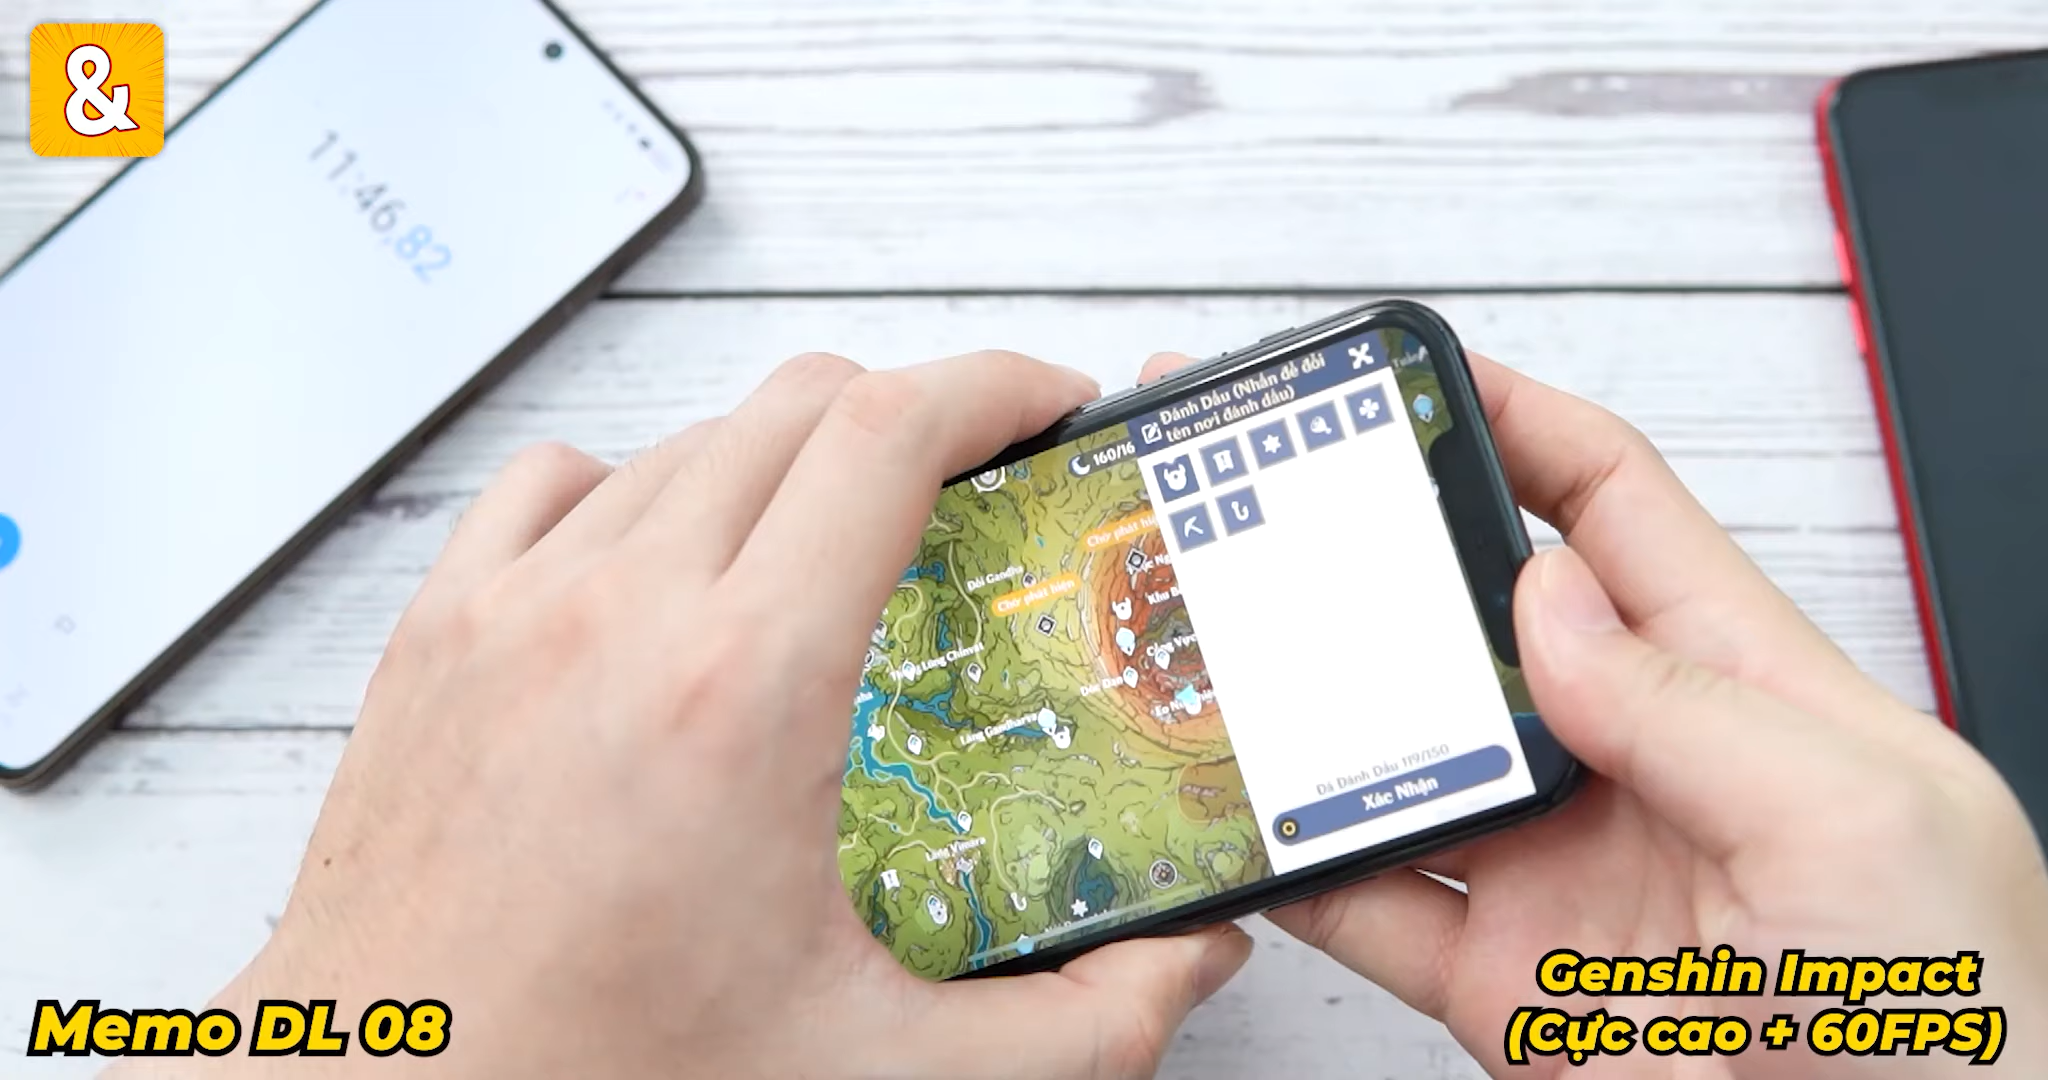 &
11:46,82
Đánh Dấu (Nhấn để đổi
tên nơi đánh dấu)
160/16
Chờ phát hiện
Đồi Gandha
Chờ phát hiện
Làng Gandharva
Làng Vimara
Đã Đánh Dấu 119/150
Xác Nhận
Memo DL 08
Genshin Impact
(Cực cao + 60FPS)